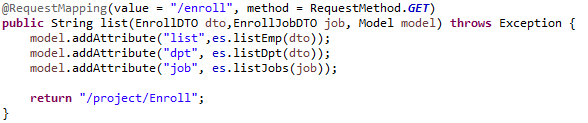 @RequestMapping(value = "/enroll", method = RequestMethod.GET)
public String list(EnrollDTO dto,EnrollJobDTO job, Model model) throws Exception {
model.addAttribute("list",es.listEmp(dto));
model.addAttribute("dpt", es.listDpt(dto));
model.addAttribute("job", es.listJobs(job));
return "/project/Enroll";
}